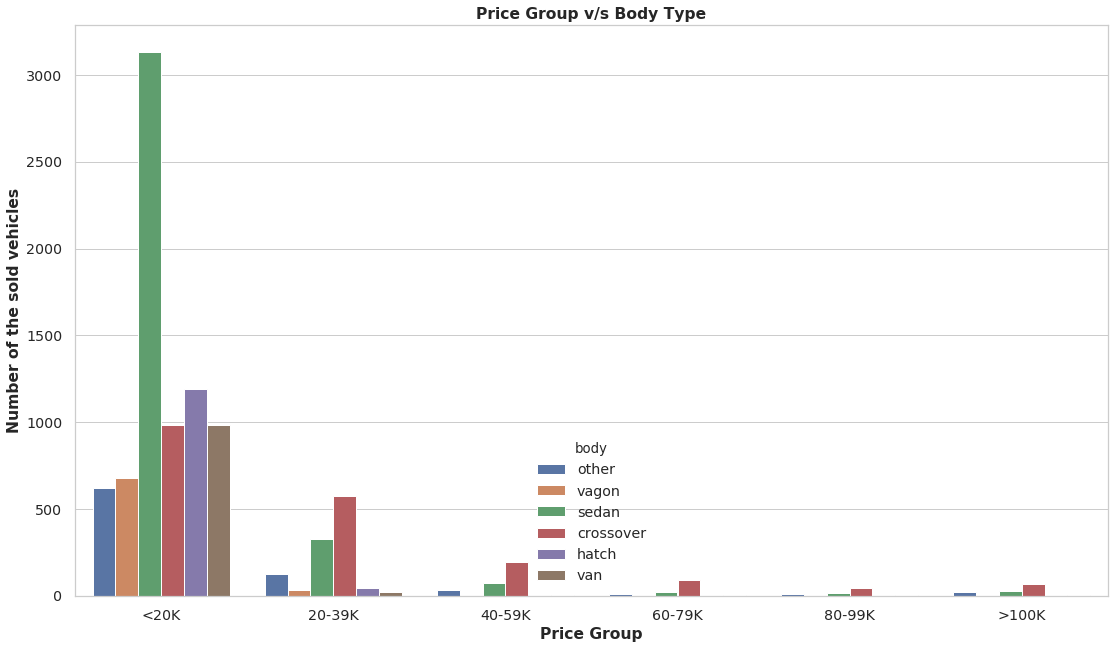 Price Group v/s Body Type
Number of the sold vehicles
3000
2500
2000
1500
1000
500
0
body
other
vagon
sedan
crossover
hatch
van
<20K
20-39K
40-59K
60-79K
80-99K
>100K
Price Group